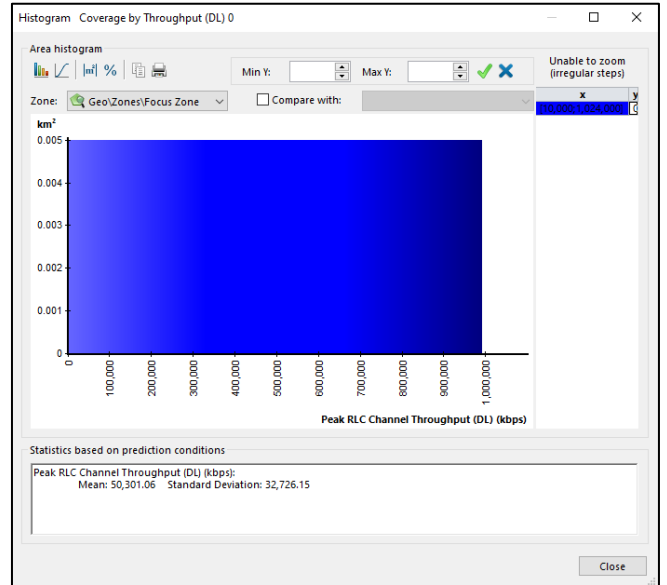 Histogram Coverage by Throughput (DL) 0
Area histogram
Min Y:
Max Y:
Unable to zoom
(irregular steps)
Zone:
Geo\Zones\Focus Zone
Compare with:
x y
km²
0.005
0.004
0.003
0.002
0.001
0
0
100,000
200,000
300,000
400,000
500,000
600,000
700,000
800,000
900,000
1,000,000
Peak RLC Channel Throughput (DL) (kbps)
Statistics based on prediction conditions
Peak RLC Channel Throughput (DL) (kbps):
Mean: 50,301.06 Standard Deviation: 32,726.15
Close